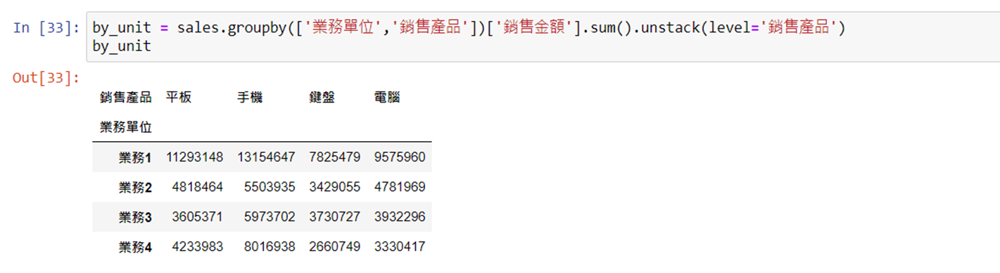 In [33]: by_unit = sales.groupby(['業務單位','銷售產品'])['銷售金額'].sum().unstack(level='銷售產品')
by_unit
Out[33]:
銷售產品 平板 手機 鍵盤 電腦
業務單位
業務1 11293148 13154647 7825479 9575960
業務2 4818464 5503935 3429055 4781969
業務3 3605371 5973702 3730727 3932296
業務4 4233983 8016938 2660749 3330417